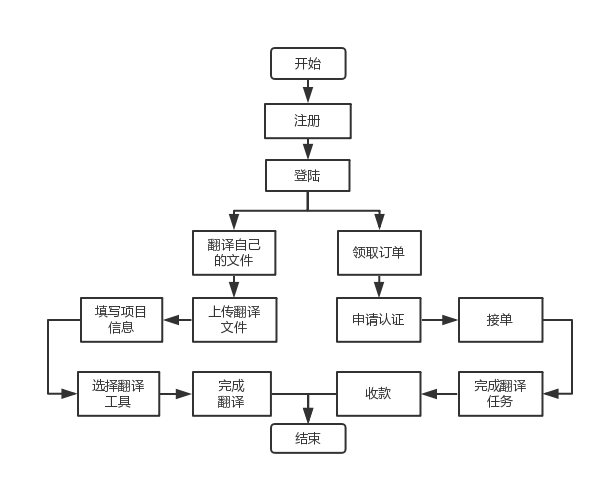 开始
注册
登陆
翻译自己
的文件
领取订单
填写项目
信息
上传翻译
文件
申请认证
接单
选择翻译
工具
完成
翻译
收款
完成翻译
任务
结束